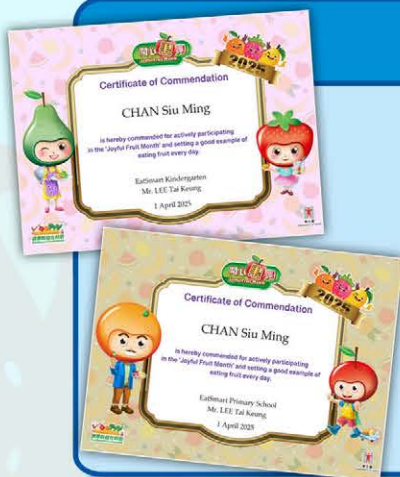 2025
Certificate of Commendation
CHAN Siu Ming
is hereby commended for actively participating
in the 'Joyful Fruit Month' and setting a good example of
eating fruit every day.
EatSmart Kindergarten
Mr. LEE Tai Keung
1 April 2025
2025
Certificate of Commendation
CHAN Siu Ming
is hereby commended for actively participating
in the 'Joyful Fruit Month' and setting a good example of
eating fruit every day.
EatSmart Primary School
Mr. LEE Tai Keung
1 April 2025